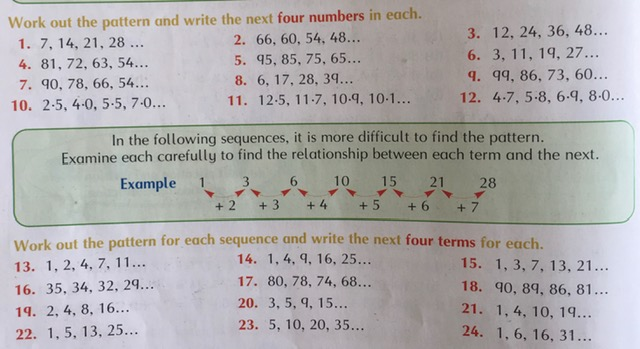 Work out the pattern and write the next four numbers in each.
1. 7, 14, 21, 28 ... 2. 66, 60, 54, 48... 3. 12, 24, 36, 48...
4. 81, 72, 63, 54... 5. 95, 85, 75, 65... 6. 3, 11, 19, 27...
7. 90, 78, 66, 54... 8. 6, 17, 28, 39... 9. 99, 86, 73, 60...
10. 2·5, 4·0, 5·5, 7·0... 11. 12·5, 11·7, 10·9, 10·1... 12. 4·7, 5·8, 6·9, 8·0...
In the following sequences, it is more difficult to find the pattern.
Examine each carefully to find the relationship between each term and the next.
Example 1 3 6 10 15 21 28
+ 2 + 3 + 4 + 5 + 6 + 7
Work out the pattern for each sequence and write the next four terms for each.
13. 1, 2, 4, 7, 11... 14. 1, 4, 9, 16, 25... 15. 1, 3, 7, 13, 21...
16. 35, 34, 32, 29... 17. 80, 78, 74, 68... 18. 90, 89, 86, 81...
19. 2, 4, 8, 16... 20. 3, 5, 9, 15... 21. 1, 4, 10, 19...
22. 1, 5, 13, 25... 23. 5, 10, 20, 35... 24. 1, 6, 16, 31...